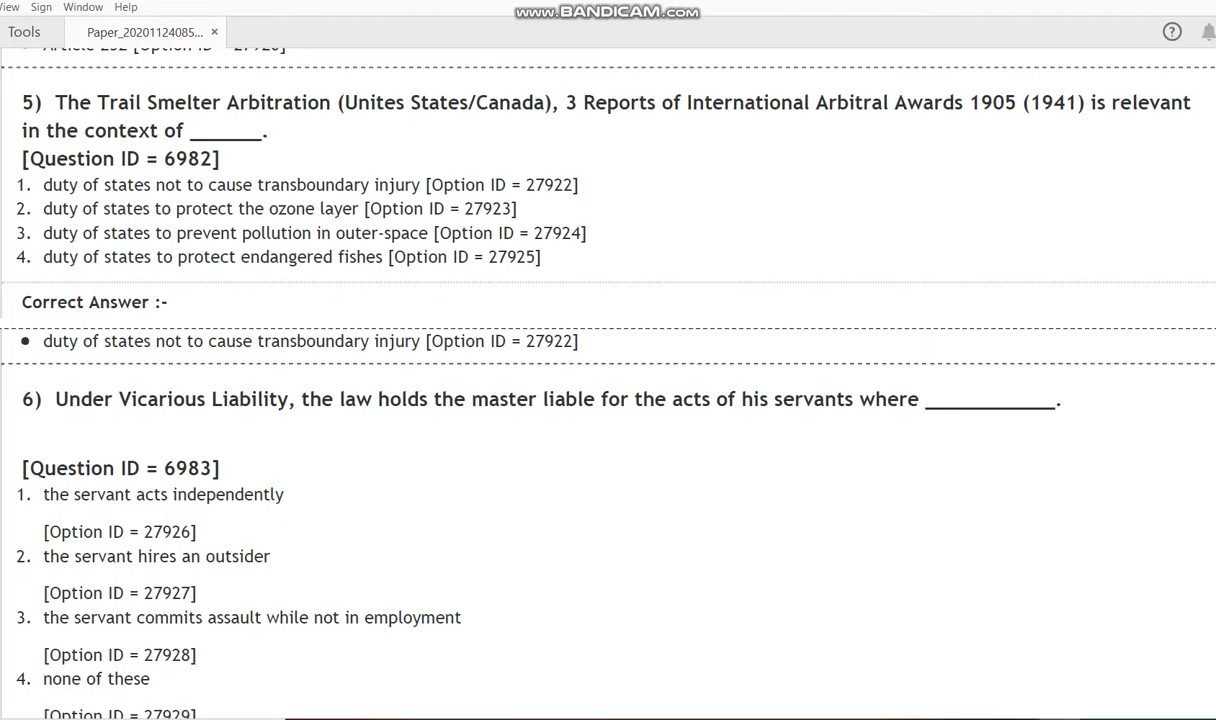 View Sign Window Help
www.BANDICAM.com
Tools Paper_20201124085... × ?
Article 252 [Option ID = 27920]
5) The Trail Smelter Arbitration (Unites States/Canada), 3 Reports of International Arbitral Awards 1905 (1941) is relevant
in the context of ______.
[Question ID = 6982]
1. duty of states not to cause transboundary injury [Option ID = 27922]
2. duty of states to protect the ozone layer [Option ID = 27923]
3. duty of states to prevent pollution in outer-space [Option ID = 27924]
4. duty of states to protect endangered fishes [Option ID = 27925]
Correct Answer :-
• duty of states not to cause transboundary injury [Option ID = 27922]
6) Under Vicarious Liability, the law holds the master liable for the acts of his servants where ___________.
[Question ID = 6983]
1. the servant acts independently
[Option ID = 27926]
2. the servant hires an outsider
[Option ID = 27927]
3. the servant commits assault while not in employment
[Option ID = 27928]
4. none of these
[Option ID = 27929]